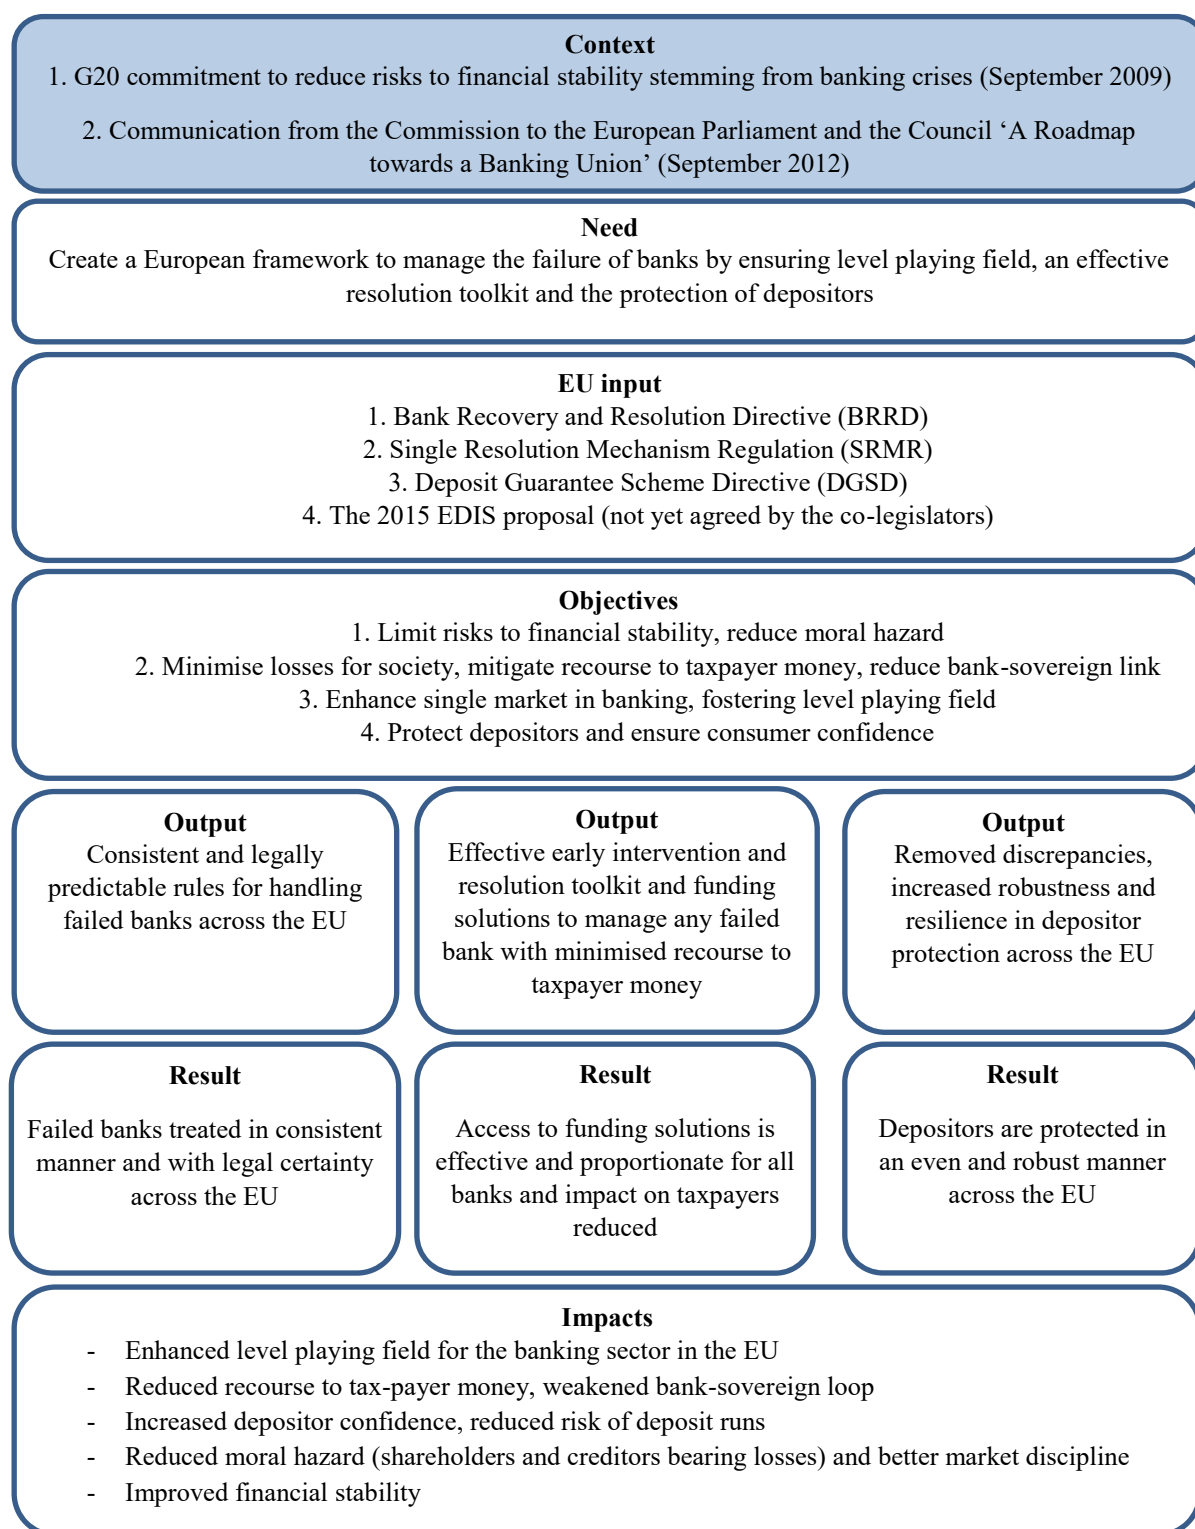 Context
1. G20 commitment to reduce risks to financial stability stemming from banking crises (September 2009)
2. Communication from the Commission to the European Parliament and the Council ‘A Roadmap
towards a Banking Union’ (September 2012)
Need
Create a European framework to manage the failure of banks by ensuring level playing field, an effective
resolution toolkit and the protection of depositors
EU input
1. Bank Recovery and Resolution Directive (BRRD)
2. Single Resolution Mechanism Regulation (SRMR)
3. Deposit Guarantee Scheme Directive (DGSD)
4. The 2015 EDIS proposal (not yet agreed by the co-legislators)
Objectives
1. Limit risks to financial stability, reduce moral hazard
2. Minimise losses for society, mitigate recourse to taxpayer money, reduce bank-sovereign link
3. Enhance single market in banking, fostering level playing field
4. Protect depositors and ensure consumer confidence
Output
Consistent and legally
predictable rules for handling
failed banks across the EU
Output
Effective early intervention and
resolution toolkit and funding
solutions to manage any failed
bank with minimised recourse to
taxpayer money
Output
Removed discrepancies,
increased robustness and
resilience in depositor
protection across the EU
Result
Failed banks treated in consistent
manner and with legal certainty
across the EU
Result
Access to funding solutions is
effective and proportionate for all
banks and impact on taxpayers
reduced
Result
Depositors are protected in
an even and robust manner
across the EU
Impacts
- Enhanced level playing field for the banking sector in the EU
- Reduced recourse to tax-payer money, weakened bank-sovereign loop
- Increased depositor confidence, reduced risk of deposit runs
- Reduced moral hazard (shareholders and creditors bearing losses) and better market discipline
- Improved financial stability